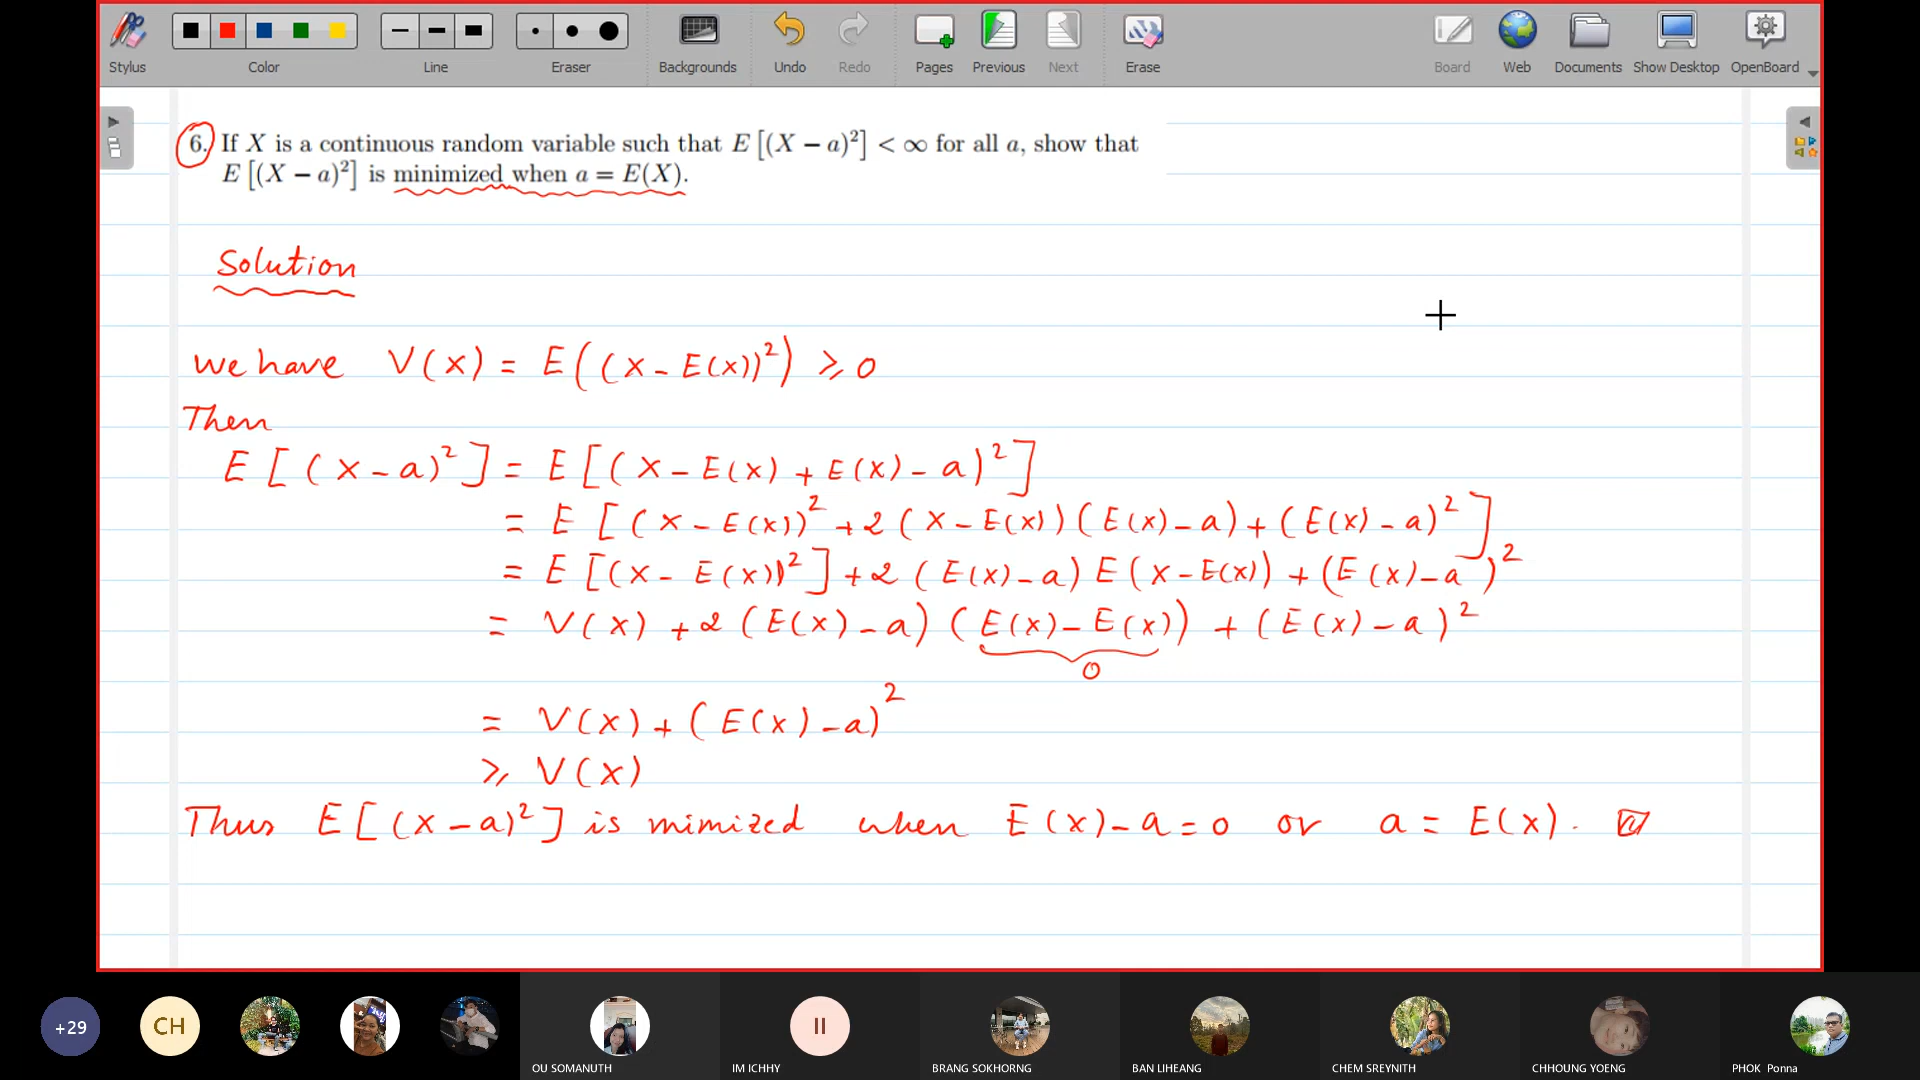 Stylus Color Line Eraser Backgrounds Undo Redo Pages Previous Next Erase Board Web Documents Show Desktop OpenBoard
6. If X is a continuous random variable such that E [(X − a)²] < ∞ for all a, show that
E [(X − a)²] is minimized when a = E(X).
Solution
We have V(X) = E((X - E(X))²) ⩾ 0
Then
E[(X-a)²] = E[(X-E(X)+E(X)-a)²]
= E[(X-E(X))²+2(X-E(X))(E(X)-a)+(E(X)-a)²]
= E[(X-E(X))²]+2(E(X)-a)E(X-E(X))+(E(X)-a)²
= V(X)+2(E(X)-a)(E(X)-E(X))+(E(X)-a)²
0
= V(X)+(E(X)-a)²
⩾ V(X)
Thus E[(X-a)²] is mimized when E(X)-a=0 or a = E(X).
+29 CH II
OU SOMANUTH IM ICHHY BRANG SOKHORNG BAN LIHEANG CHEM SREYNITH CHHOUNG YOENG PHOK Ponna